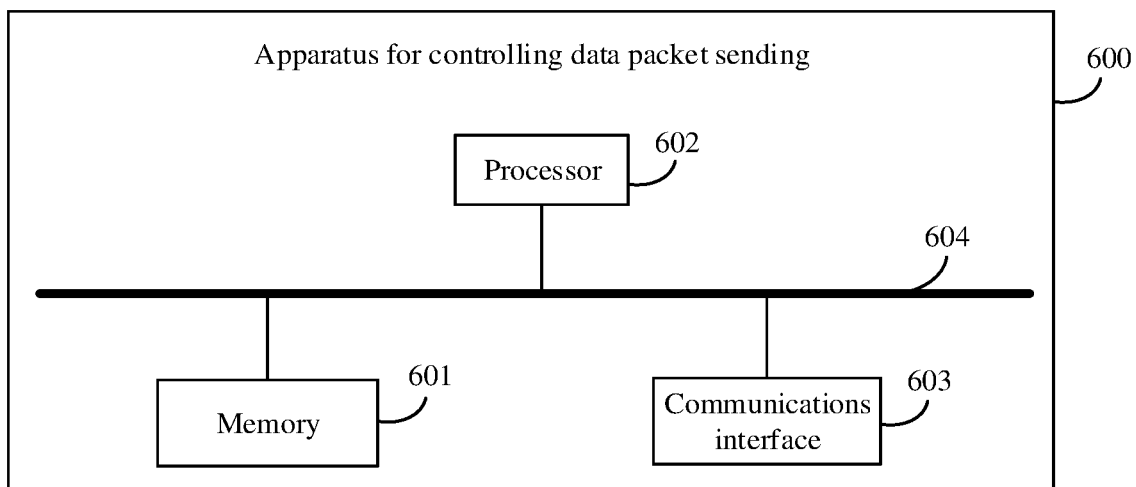 Apparatus for controlling data packet sending
600
602
Processor
604
601
Memory
603
Communications
interface